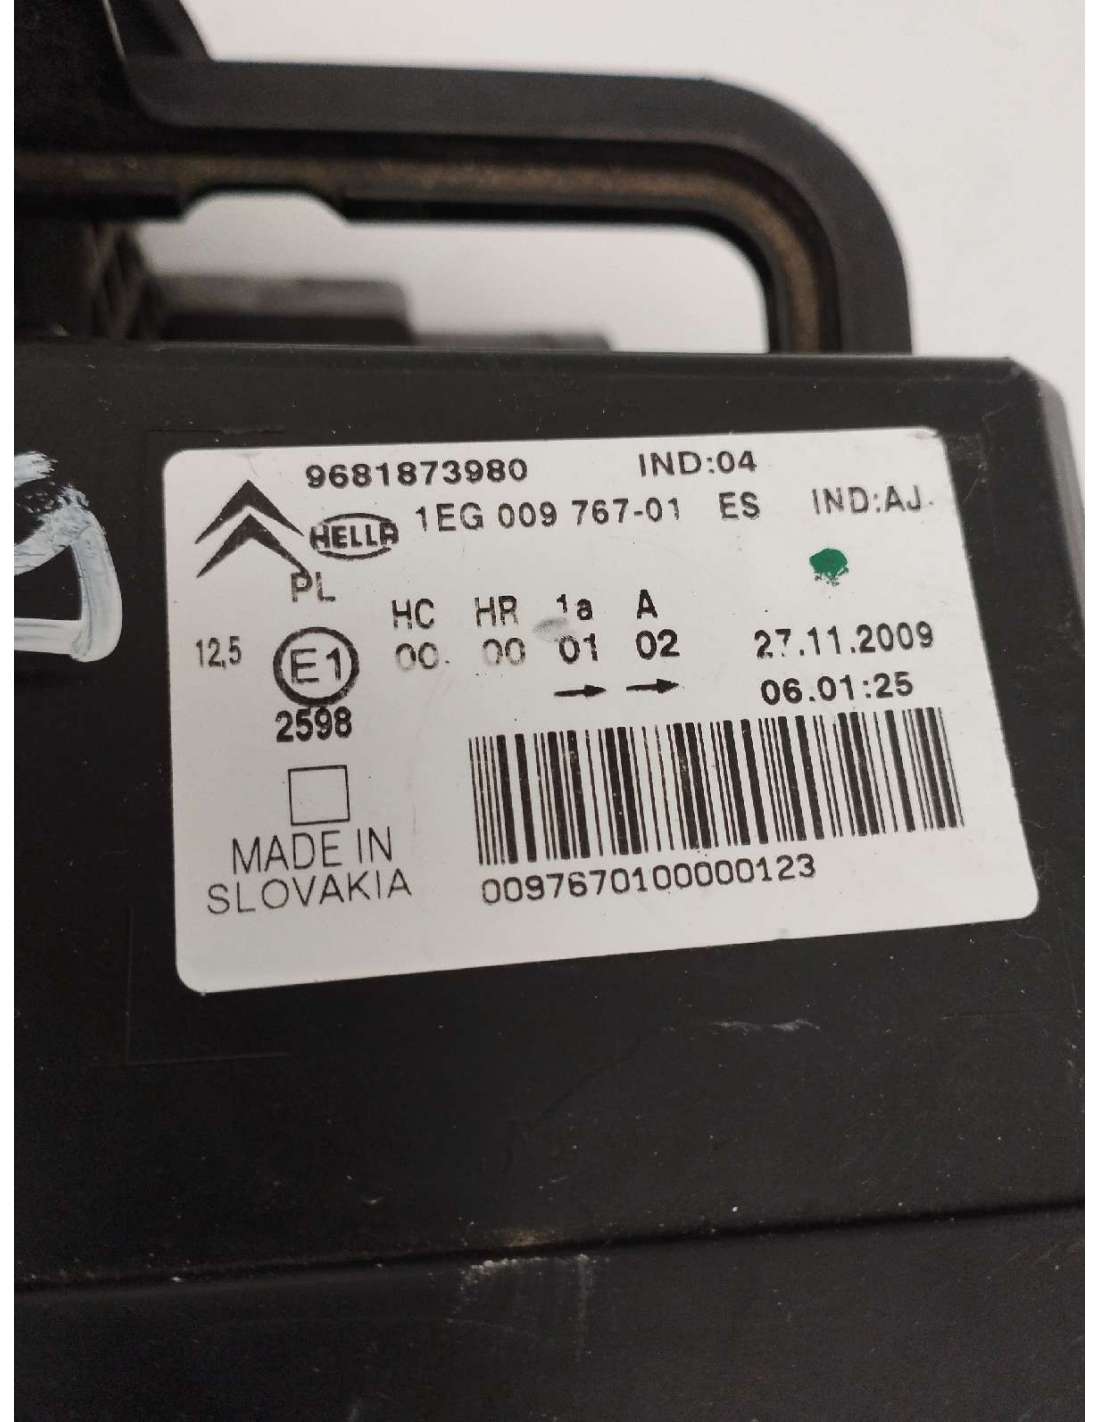 9681873980 IND:04
HELLA 1EG 009 767-01 ES IND:AJ.
PL
HC HR 1a A
12,5 E1 00. 00 01 02 27.11.2009
→ → 06.01:25
2598
MADE IN
SLOVAKIA
0097670100000123